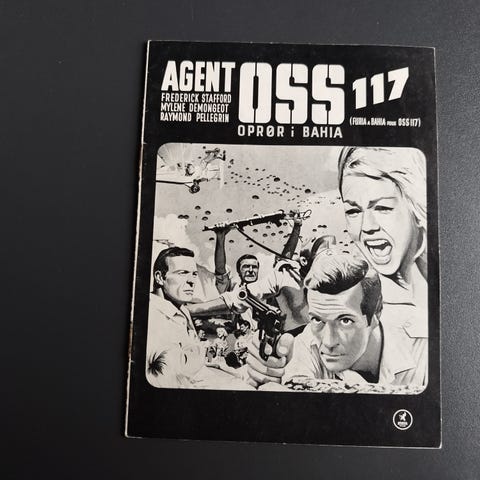 AGENT OSS 117
FREDERICK STAFFORD
MYLENE DEMONGEOT
RAYMOND PELLEGRIN
(FURIA A BAHIA POUR OSS 117)
OPRØR i BAHIA